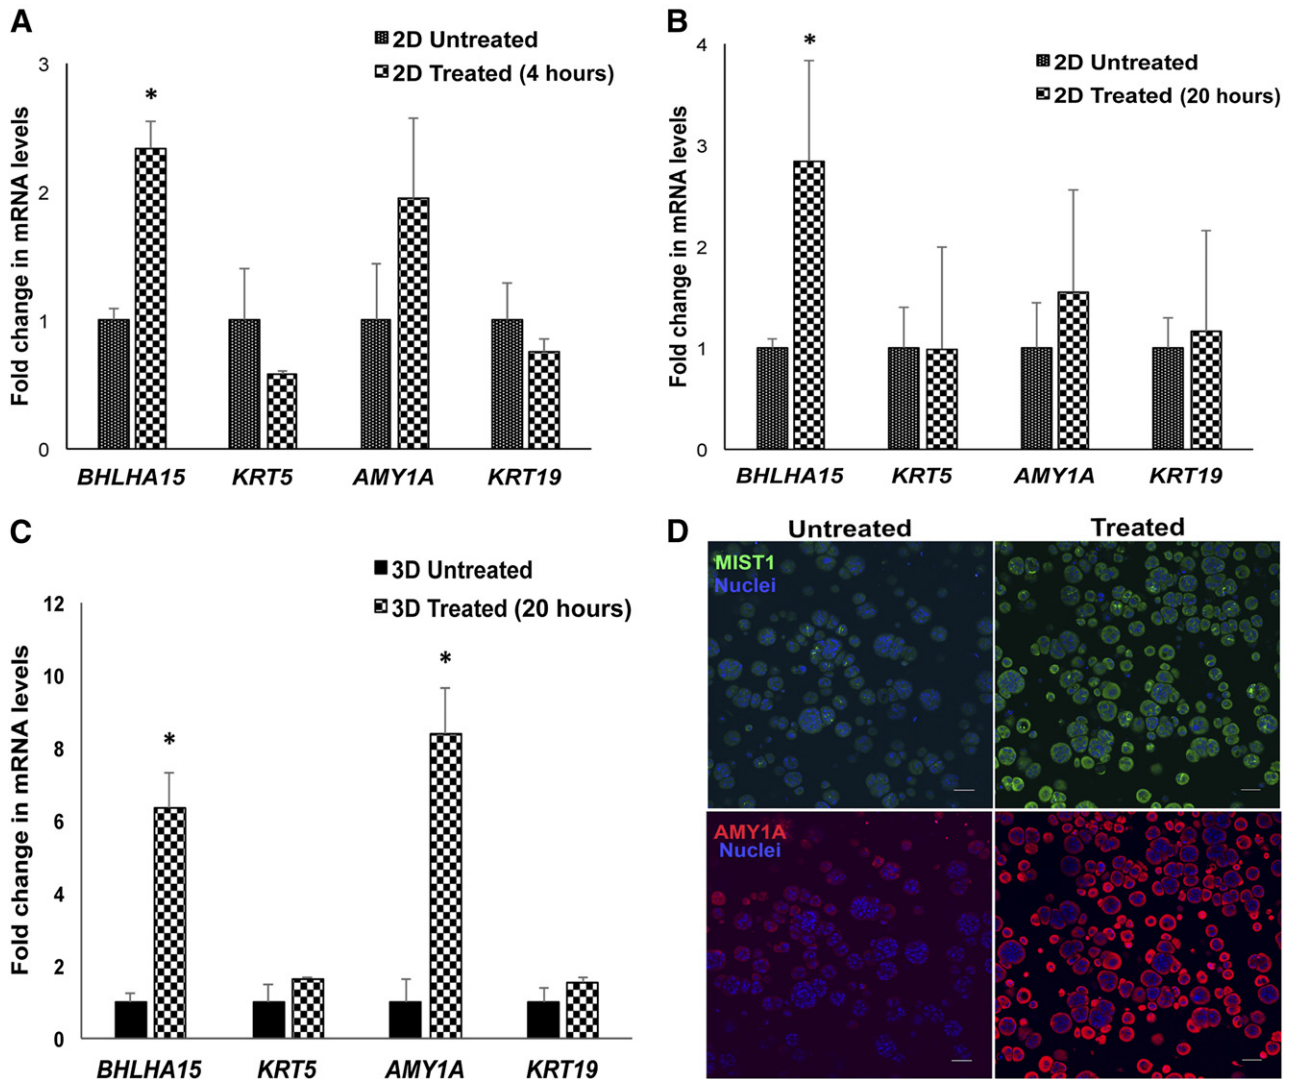 A
2D Untreated
2D Treated (4 hours)
Fold change in mRNA levels
3
2
1
0
*
BHLHA15 KRT5 AMY1A KRT19
B
2D Untreated
2D Treated (20 hours)
Fold change in mRNA levels
4
3
2
1
0
*
BHLHA15 KRT5 AMY1A KRT19
C
3D Untreated
3D Treated (20 hours)
Fold change in mRNA levels
12
10
8
6
4
2
0
*
*
BHLHA15 KRT5 AMY1A KRT19
D
Untreated Treated
MIST1
Nuclei
AMY1A
Nuclei